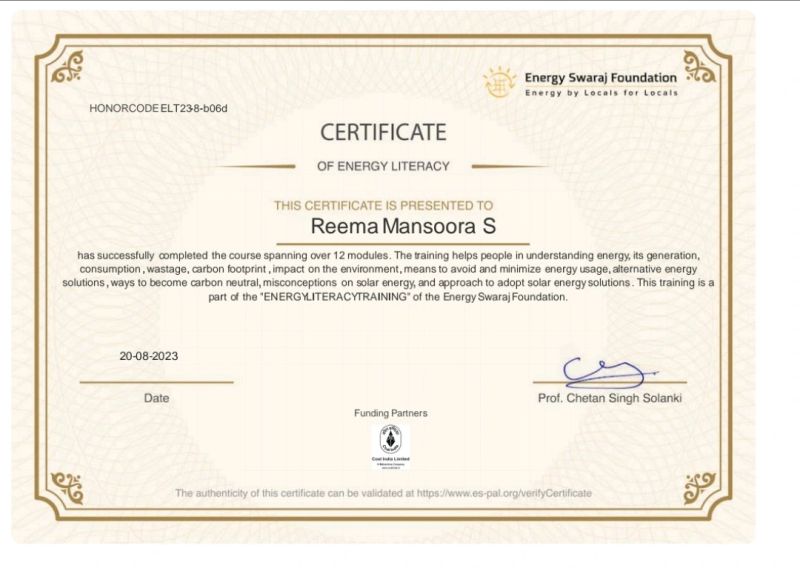 Energy Swaraj Foundation
Energy by Locals for Locals
HONORCODE ELT23-8-b06d
CERTIFICATE
OF ENERGY LITERACY
THIS CERTIFICATE IS PRESENTED TO
Reema Mansoora S
has successfully completed the course spanning over 12 modules. The training helps people in understanding energy, its generation,
consumption, wastage, carbon footprint, impact on the environment, means to avoid and minimize energy usage, alternative energy
solutions, ways to become carbon neutral, misconceptions on solar energy, and approach to adopt solar energy solutions. This training is a
part of the "ENERGYLITERACYTRAINING" of the Energy Swaraj Foundation.
20-08-2023
Date
Prof. Chetan Singh Solanki
Funding Partners
Coal India Limited
The authenticity of this certificate can be validated at https://www.es-pal.org/verifyCertificate